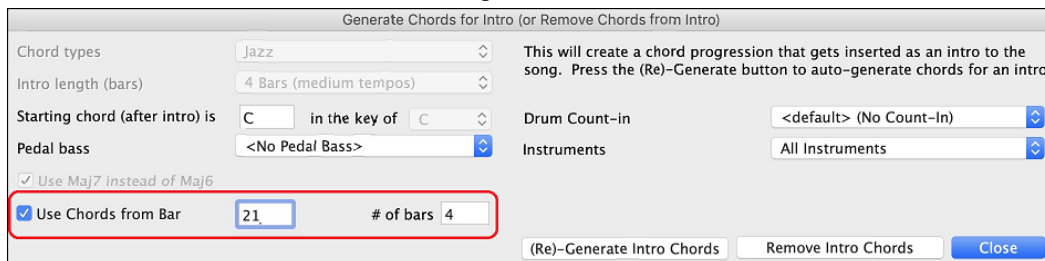 Generate Chords for Intro (or Remove Chords from Intro)
Chord types Jazz
Intro length (bars) 4 Bars (medium tempos)
Starting chord (after intro) is C in the key of C
Pedal bass <No Pedal Bass>
Use Maj7 instead of Maj6
Use Chords from Bar 21 # of bars 4
This will create a chord progression that gets inserted as an intro to the
song. Press the (Re)-Generate button to auto-generate chords for an intro
Drum Count-in <default> (No Count-In)
Instruments All Instruments
(Re)-Generate Intro Chords Remove Intro Chords Close